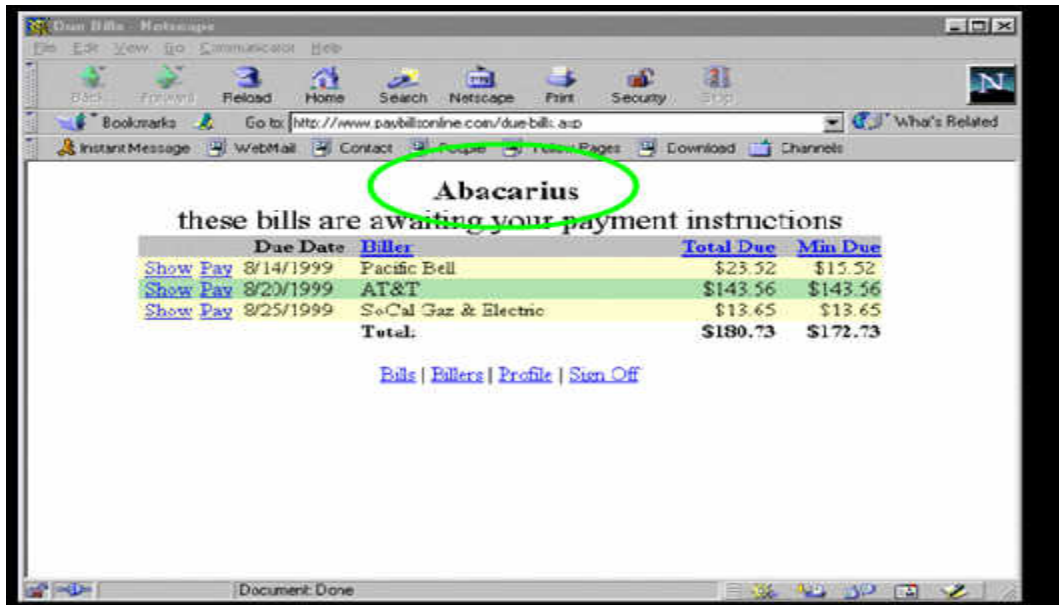 Due Bills - Netscape
File Edit View Go Communicator Help
Back Forward Reload Home Search Netscape Print Security Stop
N
Bookmarks Go to: http://www.paybillsonline.com/due-bills.asp What's Related
Instant Message WebMail Contact People Yellow Pages Download Channels
Abacarius
these bills are awaiting your payment instructions
Due Date Biller Total Due Min Due
Show Pay 8/14/1999 Pacific Bell $23.52 $15.52
Show Pay 8/20/1999 AT&T $143.56 $143.56
Show Pay 8/25/1999 SoCal Gaz & Electric $13.65 $13.65
Total: $180.73 $172.73
Bills | Billers | Profile | Sign Off
Document: Done